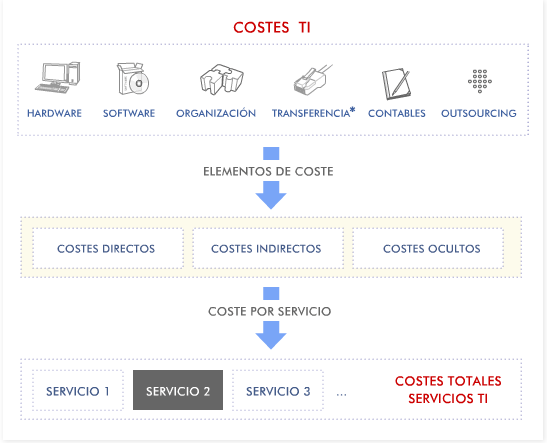 COSTES TI
HARDWARE SOFTWARE ORGANIZACIÓN TRANSFERENCIA* CONTABLES OUTSOURCING
ELEMENTOS DE COSTE
COSTES DIRECTOS COSTES INDIRECTOS COSTES OCULTOS
COSTE POR SERVICIO
SERVICIO 1 SERVICIO 2 SERVICIO 3 ...
COSTES TOTALES
SERVICIOS TI